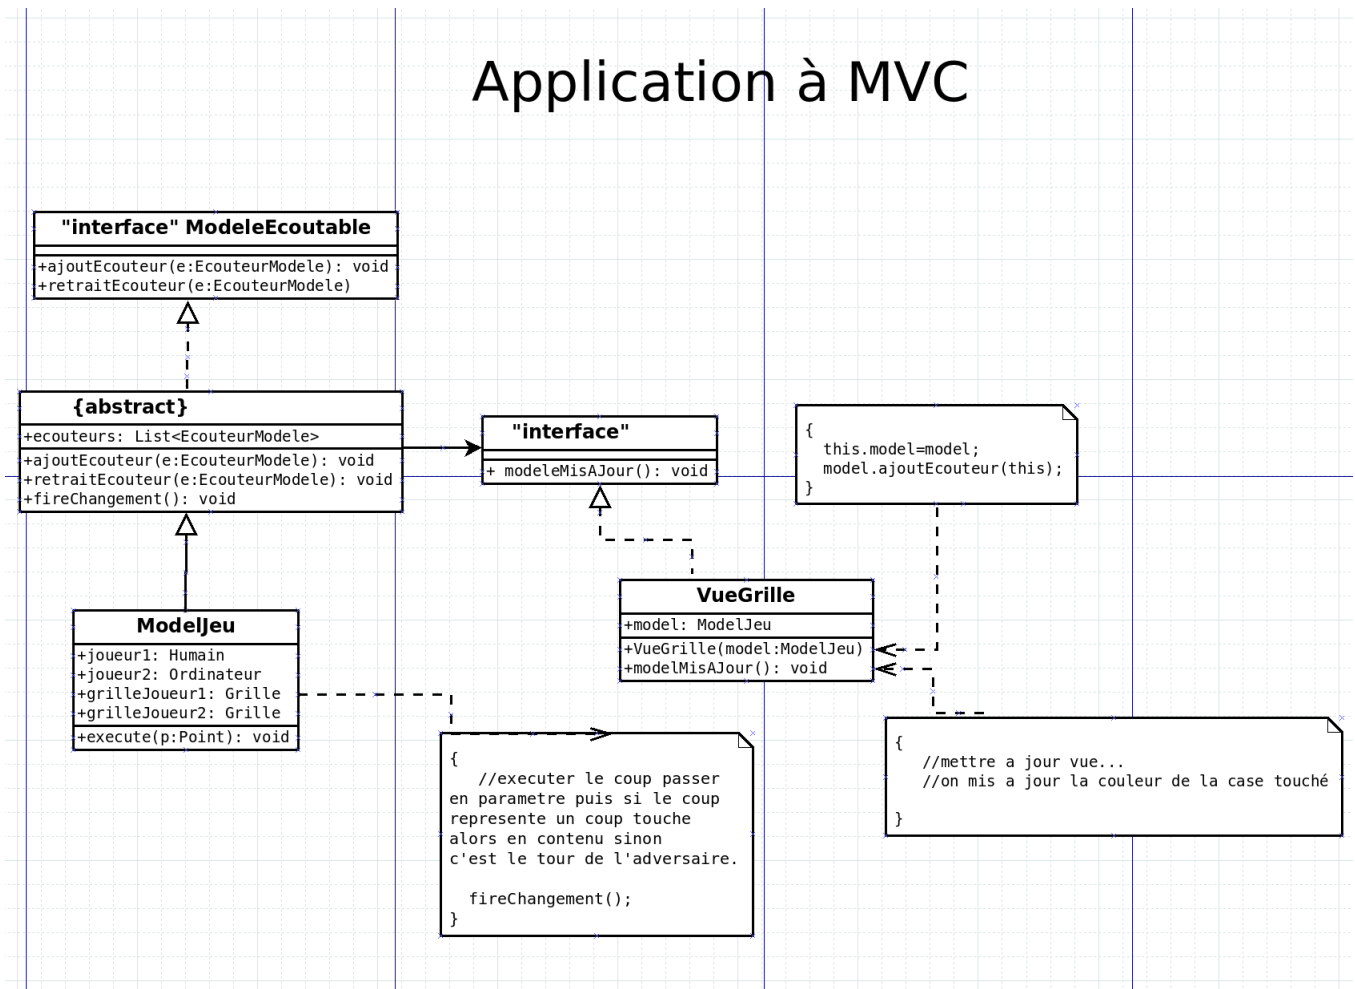 Application à MVC
"interface" ModeleEcoutable
+ajoutEcouteur(e:EcouteurModele): void
+retraitEcouteur(e:EcouteurModele)
{abstract}
+ecouteurs: List<EcouteurModele>
+ajoutEcouteur(e:EcouteurModele): void
+retraitEcouteur(e:EcouteurModele): void
+fireChangement(): void
"interface"
+ modeleMisAJour(): void
{
this.model=model;
model.ajoutEcouteur(this);
}
VueGrille
+model: ModelJeu
+VueGrille(model:ModelJeu)
+modelMisAJour(): void
ModelJeu
+joueur1: Humain
+joueur2: Ordinateur
+grilleJoueur1: Grille
+grilleJoueur2: Grille
+execute(p:Point): void
{
//executer le coup passer
en parametre puis si le coup
represente un coup touche
alors en contenu sinon
c'est le tour de l'adversaire.
fireChangement();
}
{
//mettre a jour vue...
//on mis a jour la couleur de la case touché
}